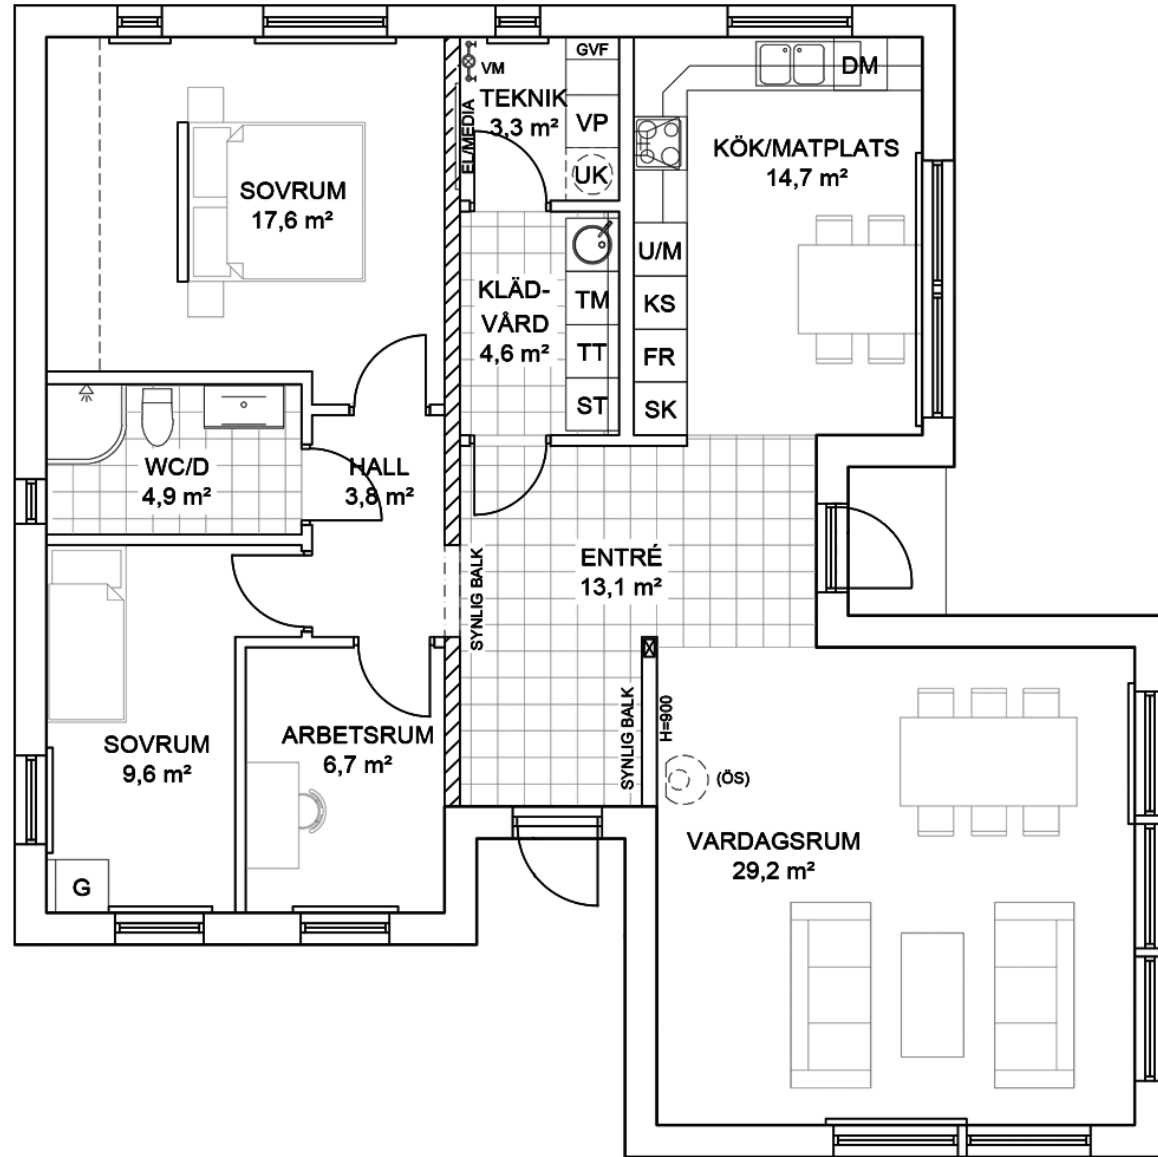 GVF
VM
DM
TEKNIK
3,3 m²
EL/MEDIA
VP
UK
KÖK/MATPLATS
14,7 m²
SOVRUM
17,6 m²
U/M
KLÄD-
VÅRD
4,6 m²
TM
KS
TT
FR
ST
SK
WC/D
4,9 m²
HALL
3,8 m²
SYNLIG BALK
ENTRÉ
13,1 m²
SYNLIG BALK
H=900
SOVRUM
9,6 m²
ARBETSRUM
6,7 m²
(ÖS)
VARDAGSRUM
29,2 m²
G